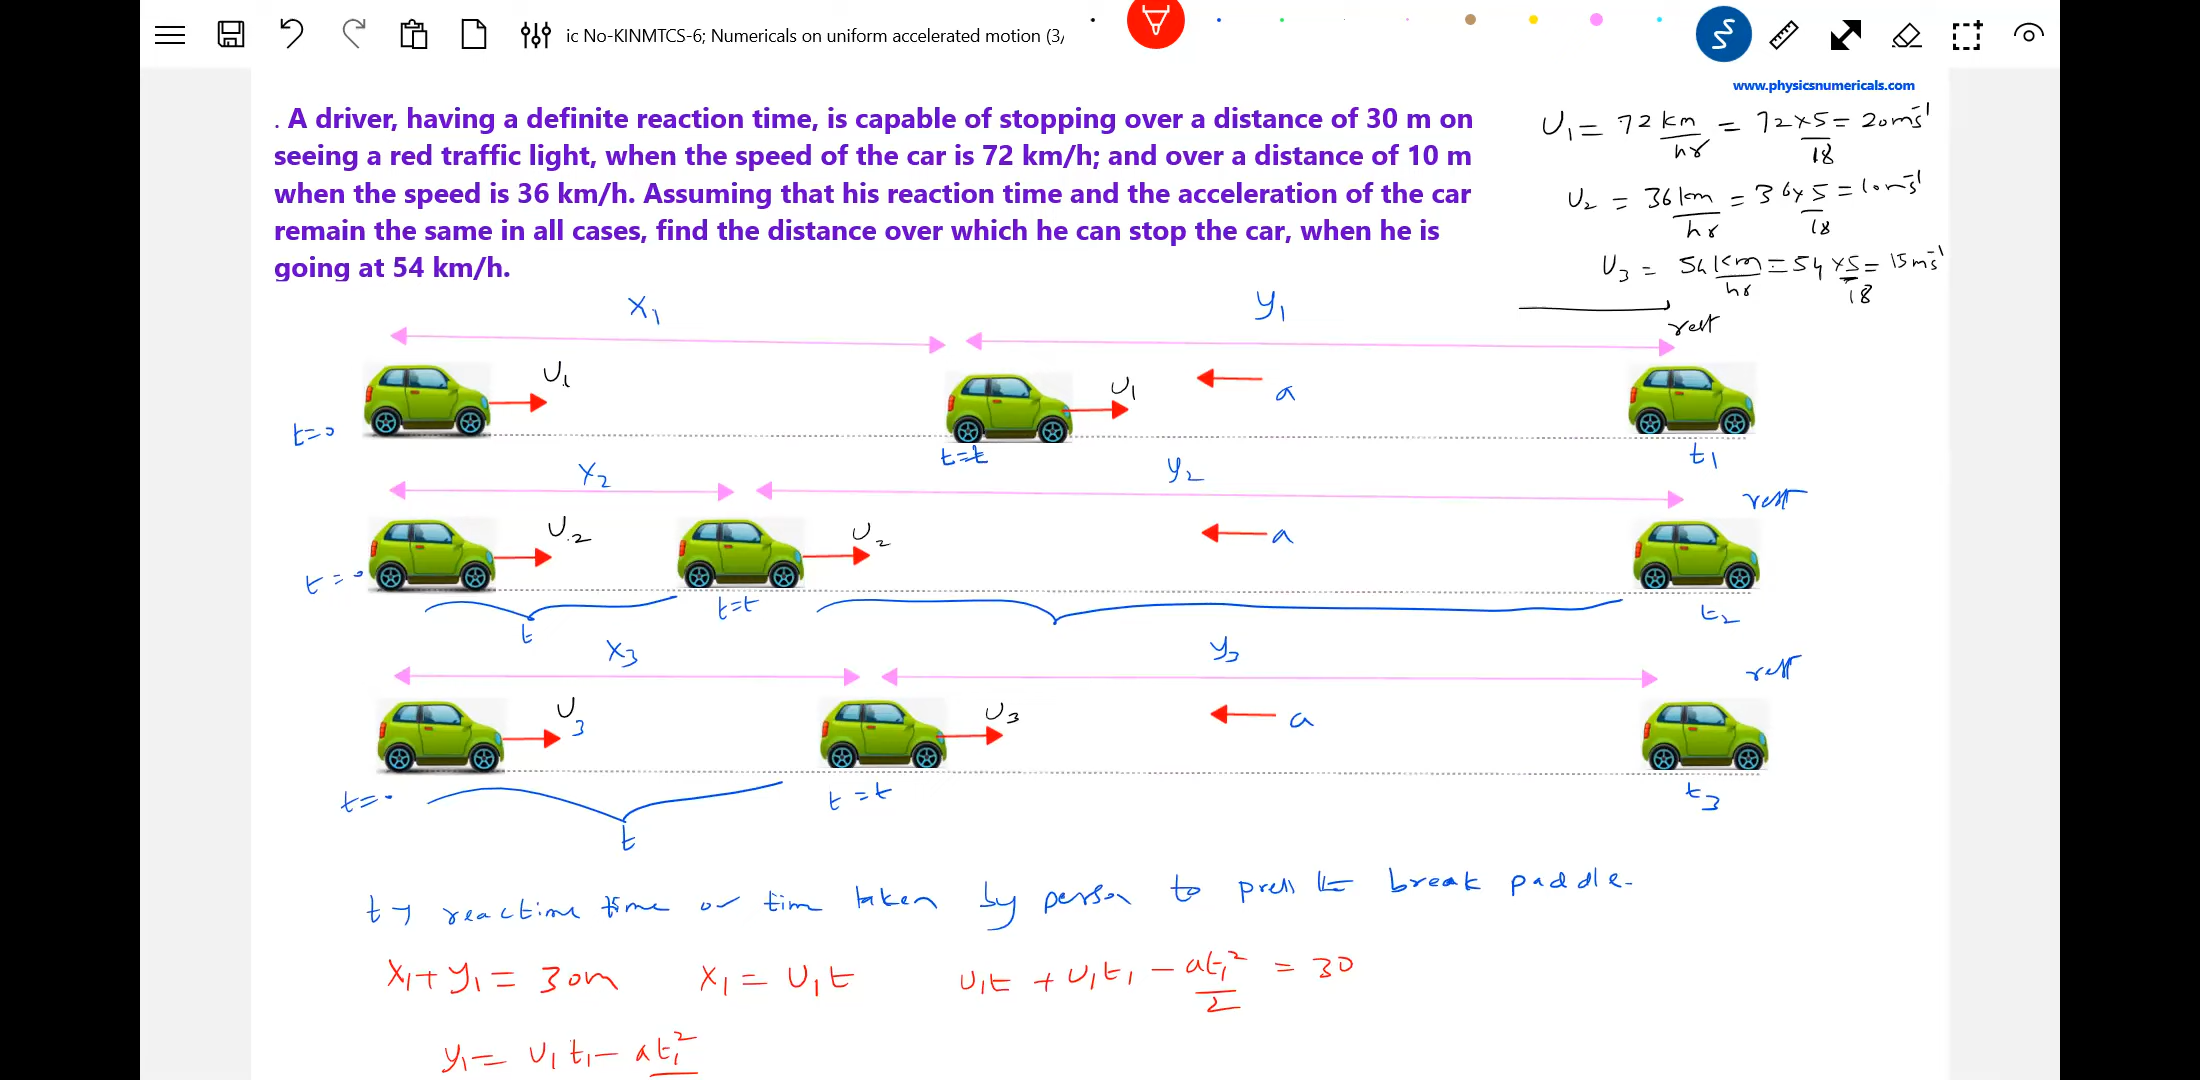 ic No-KINMTCS-6; Numericals on uniform accelerated motion (3/
www.physicsnumericals.com
. A driver, having a definite reaction time, is capable of stopping over a distance of 30 m on
seeing a red traffic light, when the speed of the car is 72 km/h; and over a distance of 10 m
when the speed is 36 km/h. Assuming that his reaction time and the acceleration of the car
remain the same in all cases, find the distance over which he can stop the car, when he is
going at 54 km/h.
U₁ = 72 km/hr = 72×5/18 = 20 ms⁻¹
U₂ = 36 km/hr = 36×5/18 = 10 ms⁻¹
U₃ = 54 km/hr = 54×5/18 = 15 ms⁻¹
x₁ y₁
rest
U₁ U₁ a
t=0 t=t t₁
x₂ y₂
rest
U₂ U₂ a
t=0 t=t t₂
t
x₃ y₃
rest
U₃ U₃ a
t=0 t=t t₃
t
t → reaction time or time taken by person to press the break paddle.
x₁+y₁ = 30m x₁ = U₁t U₁t + U₁t₁ − at₁²/2 = 30
y₁ = U₁t₁ − at₁²